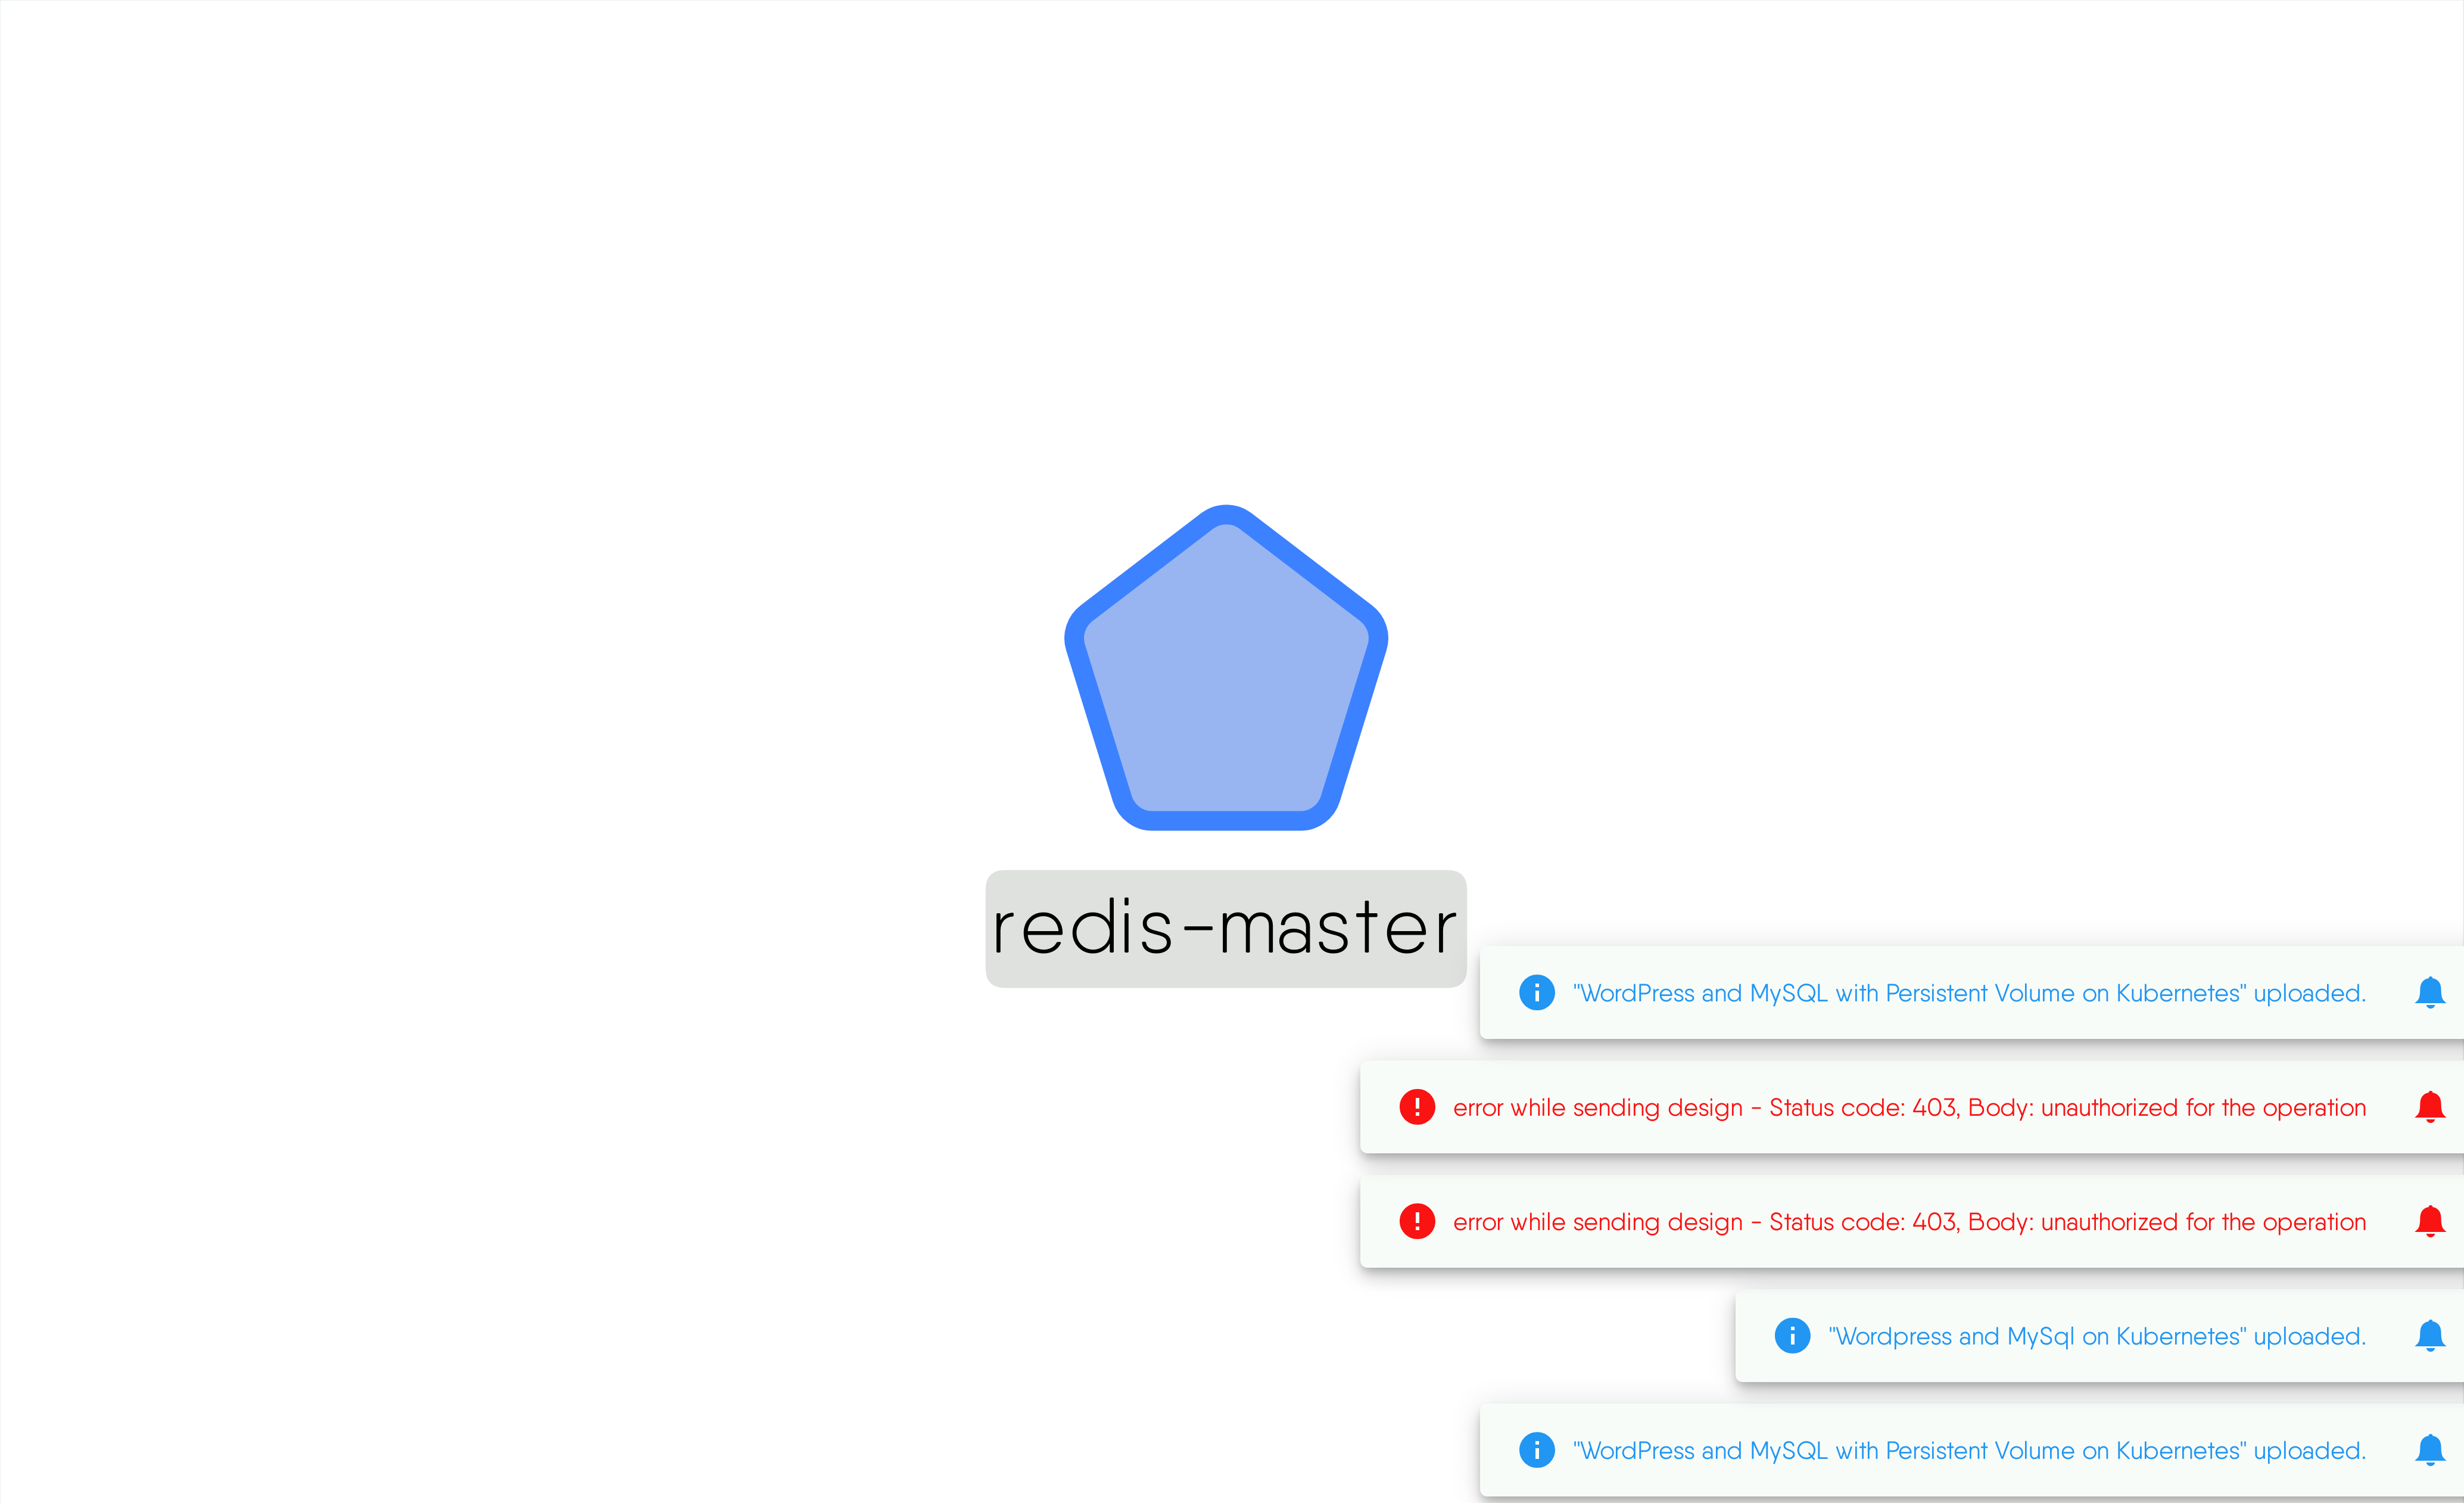 redis-master
"WordPress and MySQL with Persistent Volume on Kubernetes" uploaded.
error while sending design - Status code: 403, Body: unauthorized for the operation
error while sending design - Status code: 403, Body: unauthorized for the operation
"Wordpress and MySql on Kubernetes" uploaded.
"WordPress and MySQL with Persistent Volume on Kubernetes" uploaded.